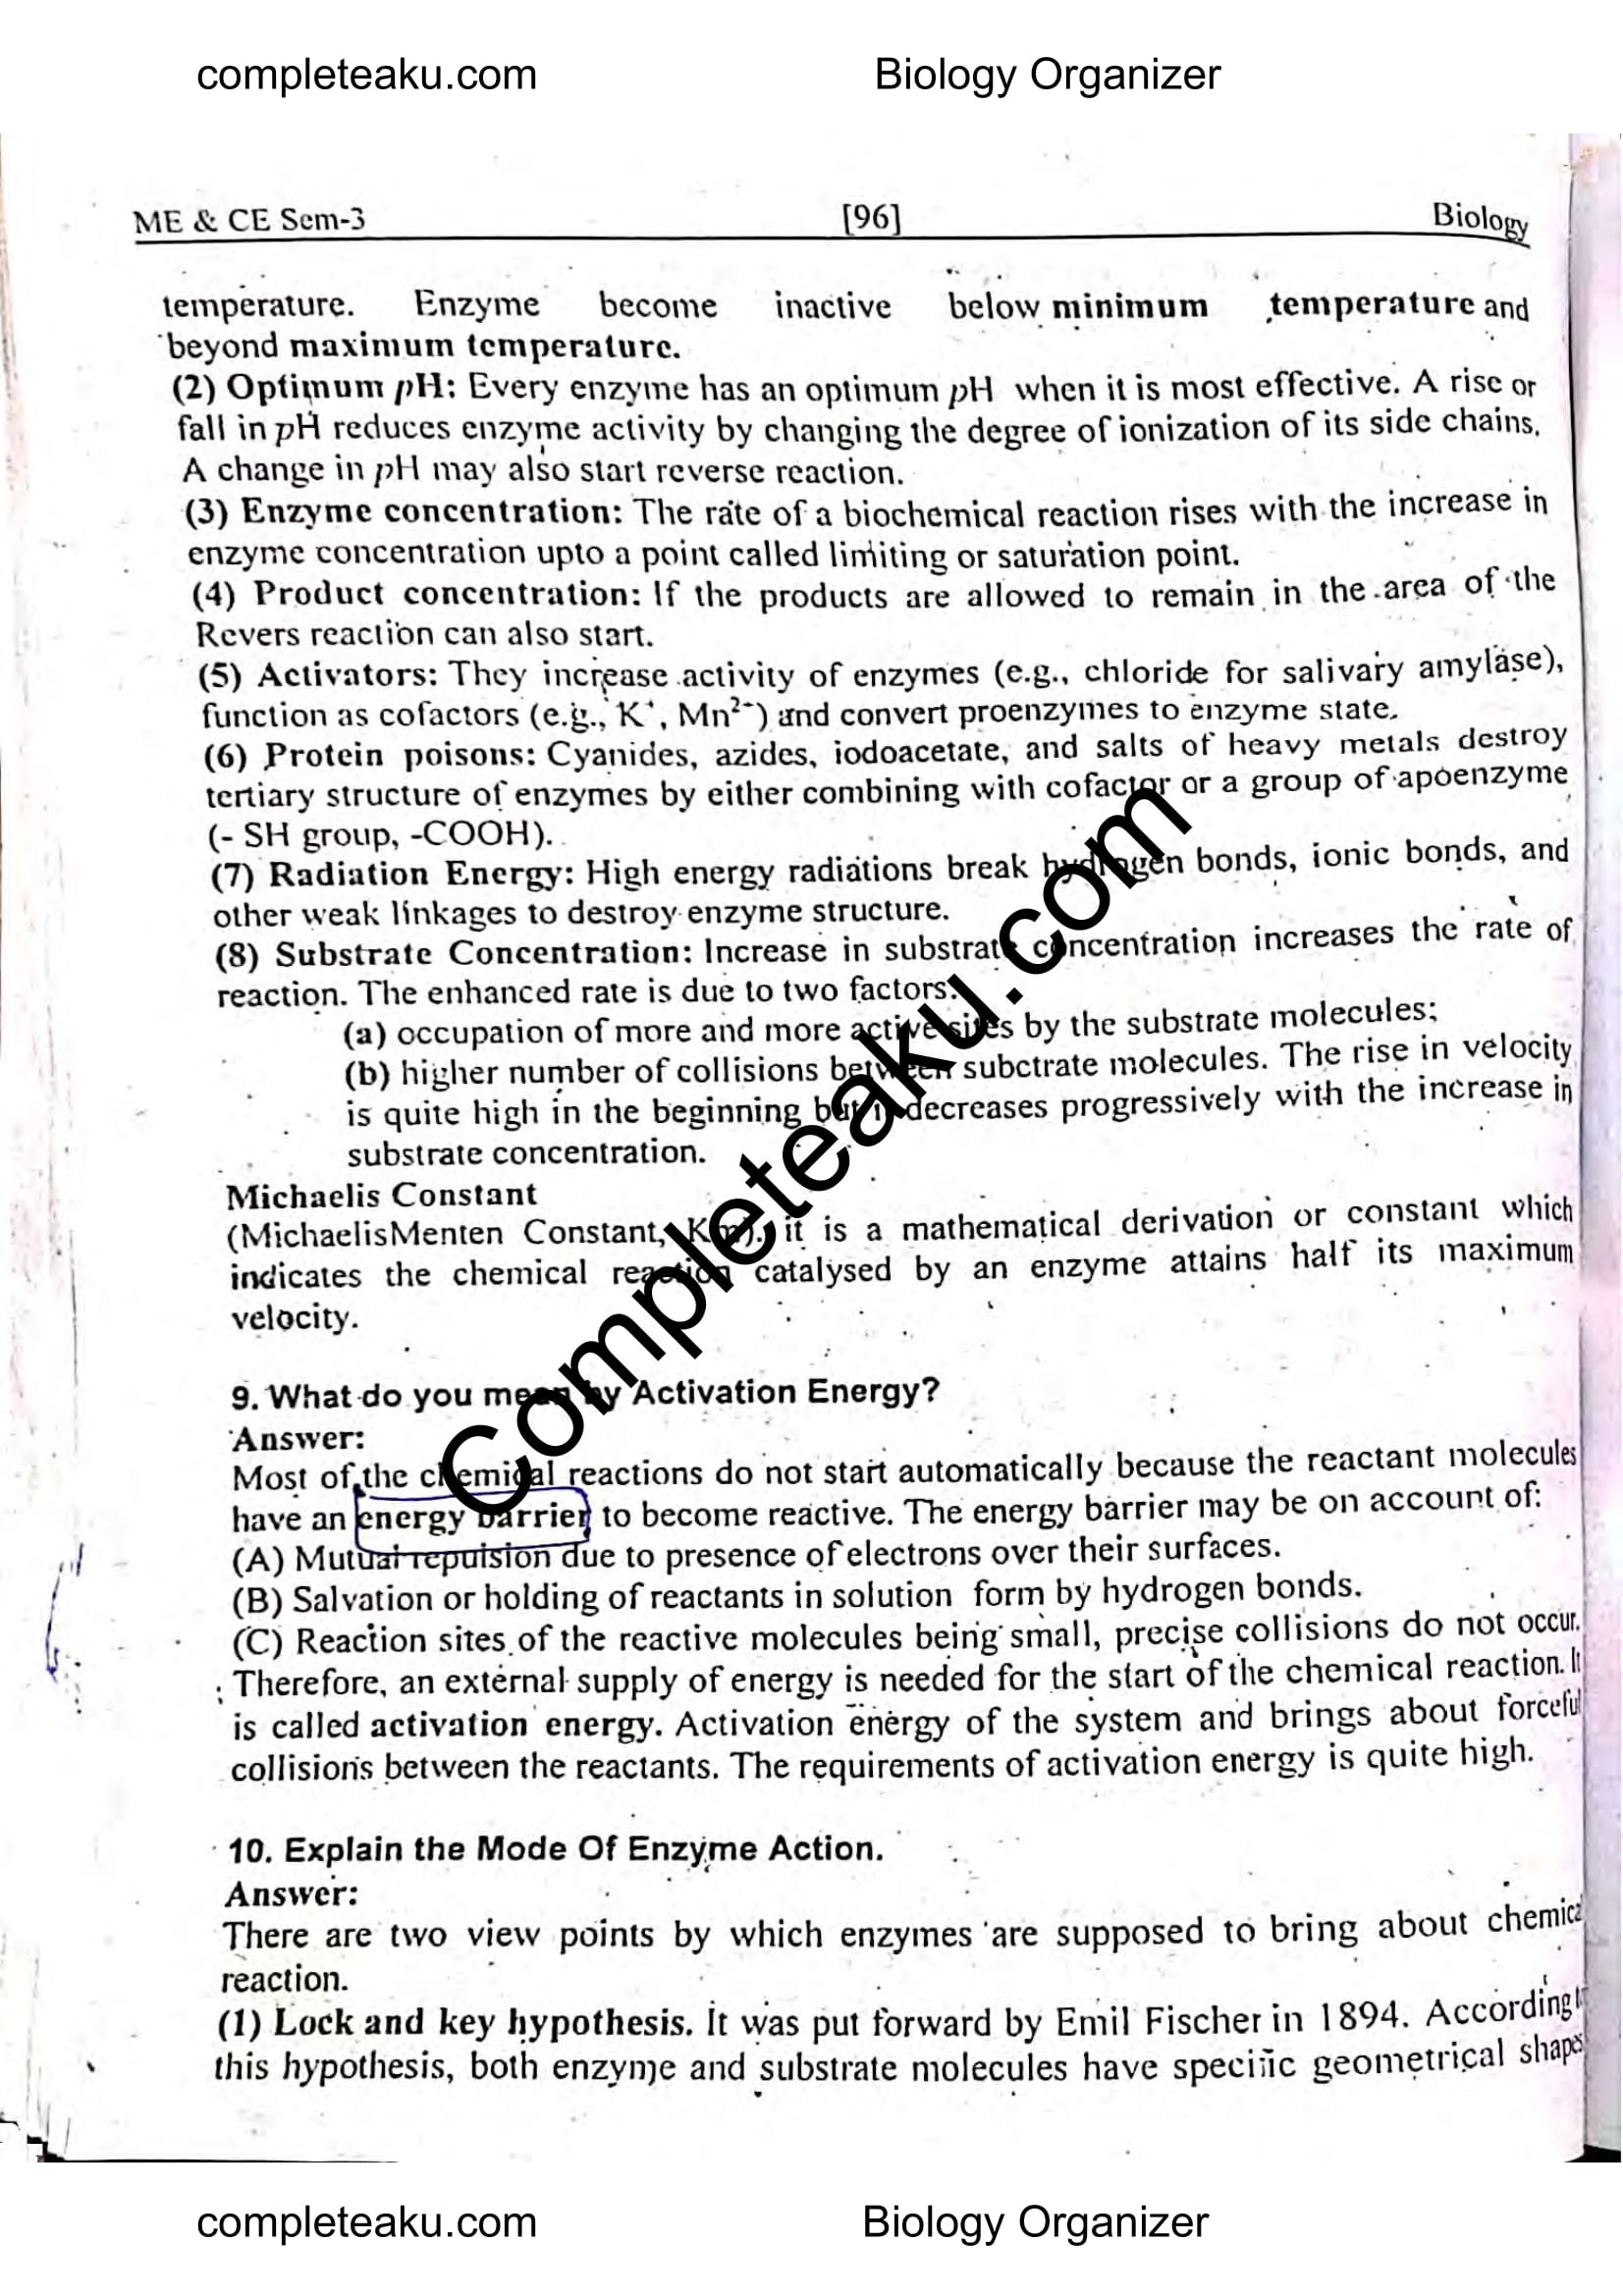 completeaku.com Biology Organizer
ME & CE Sem-3 [96] Biology
temperature. Enzyme become inactive below minimum temperature and
beyond maximum temperature.
(2) Optimum pH: Every enzyme has an optimum pH when it is most effective. A rise or
fall in pH reduces enzyme activity by changing the degree of ionization of its side chains.
A change in pH may also start reverse reaction.
(3) Enzyme concentration: The rate of a biochemical reaction rises with the increase in
enzyme concentration upto a point called limiting or saturation point.
(4) Product concentration: If the products are allowed to remain in the area of the
Revers reaction can also start.
(5) Activators: They increase activity of enzymes (e.g., chloride for salivary amylase),
function as cofactors (e.g., K⁺, Mn²⁺) and convert proenzymes to enzyme state.
(6) Protein poisons: Cyanides, azides, iodoacetate, and salts of heavy metals destroy
tertiary structure of enzymes by either combining with cofactor or a group of apoenzyme
(- SH group, -COOH).
(7) Radiation Energy: High energy radiations break hydrogen bonds, ionic bonds, and
other weak linkages to destroy enzyme structure.
(8) Substrate Concentration: Increase in substrate concentration increases the rate of
reaction. The enhanced rate is due to two factors:
(a) occupation of more and more active sites by the substrate molecules;
(b) higher number of collisions between subctrate molecules. The rise in velocity
is quite high in the beginning but it decreases progressively with the increase in
substrate concentration.
Michaelis Constant
(MichaelisMenten Constant, Km). it is a mathematical derivation or constant which
indicates the chemical reaction catalysed by an enzyme attains half its maximum
velocity.
9. What do you mean by Activation Energy?
Answer:
Most of the chemical reactions do not start automatically because the reactant molecules
have an energy barrier to become reactive. The energy barrier may be on account of:
(A) Mutual repulsion due to presence of electrons over their surfaces.
(B) Salvation or holding of reactants in solution form by hydrogen bonds.
(C) Reaction sites of the reactive molecules being small, precise collisions do not occur.
Therefore, an external supply of energy is needed for the start of the chemical reaction. It
is called activation energy. Activation energy of the system and brings about forceful
collisions between the reactants. The requirements of activation energy is quite high.
10. Explain the Mode Of Enzyme Action.
Answer:
There are two view points by which enzymes are supposed to bring about chemical
reaction.
(1) Lock and key hypothesis. It was put forward by Emil Fischer in 1894. According
this hypothesis, both enzyme and substrate molecules have specific geometrical shapes
Completeaku.com
completeaku.com Biology Organizer